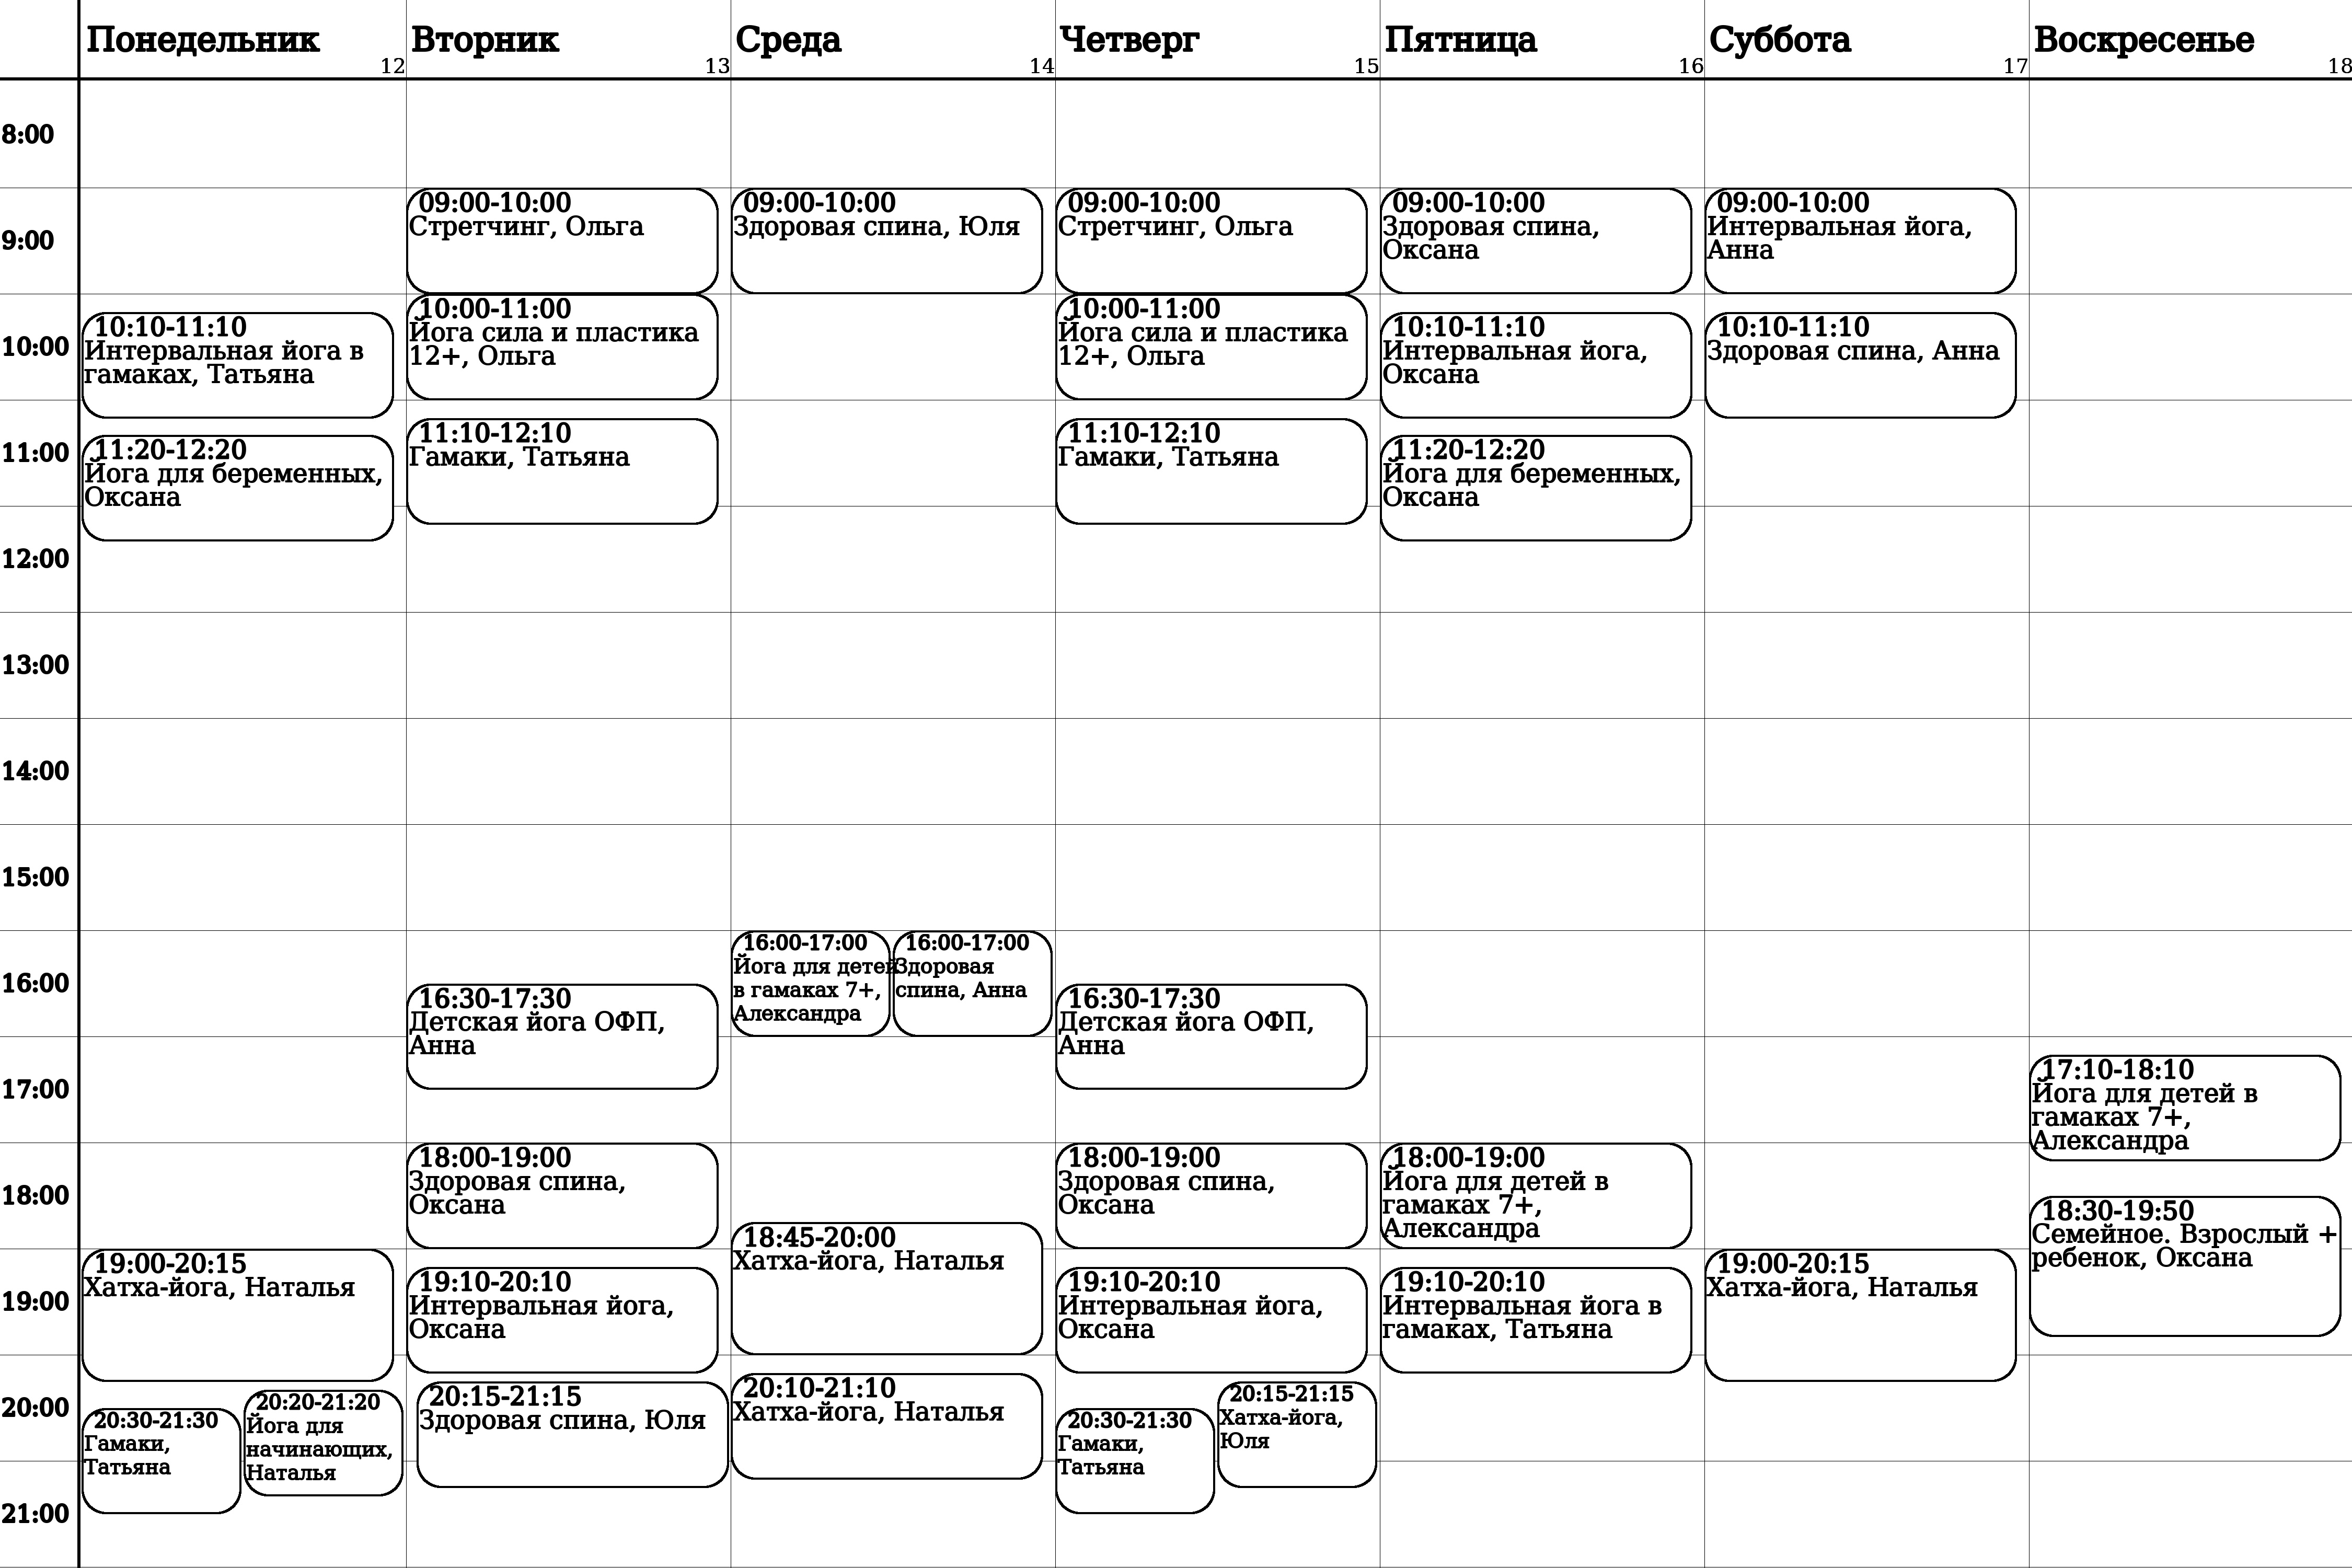 Понедельник
12
Вторник
13
Среда
14
Четверг
15
Пятница
16
Суббота
17
Воскресенье
18
8:00
9:00
10:00
11:00
12:00
13:00
14:00
15:00
16:00
17:00
18:00
19:00
20:00
21:00
10:10-11:10
Интервальная йога в
гамаках, Татьяна
11:20-12:20
Йога для беременных,
Оксана
19:00-20:15
Хатха-йога, Наталья
20:30-21:30
Гамаки,
Татьяна
20:20-21:20
Йога для
начинающих,
Наталья
09:00-10:00
Стретчинг, Ольга
10:00-11:00
Йога сила и пластика
12+, Ольга
11:10-12:10
Гамаки, Татьяна
16:30-17:30
Детская йога ОФП,
Анна
18:00-19:00
Здоровая спина,
Оксана
19:10-20:10
Интервальная йога,
Оксана
20:15-21:15
Здоровая спина, Юля
09:00-10:00
Здоровая спина, Юля
16:00-17:00
Йога для детей
в гамаках 7+,
Александра
16:00-17:00
Здоровая
спина, Анна
18:45-20:00
Хатха-йога, Наталья
20:10-21:10
Хатха-йога, Наталья
09:00-10:00
Стретчинг, Ольга
10:00-11:00
Йога сила и пластика
12+, Ольга
11:10-12:10
Гамаки, Татьяна
16:30-17:30
Детская йога ОФП,
Анна
18:00-19:00
Здоровая спина,
Оксана
19:10-20:10
Интервальная йога,
Оксана
20:30-21:30
Гамаки,
Татьяна
20:15-21:15
Хатха-йога,
Юля
09:00-10:00
Здоровая спина,
Оксана
10:10-11:10
Интервальная йога,
Оксана
11:20-12:20
Йога для беременных,
Оксана
18:00-19:00
Йога для детей в
гамаках 7+,
Александра
19:10-20:10
Интервальная йога в
гамаках, Татьяна
09:00-10:00
Интервальная йога,
Анна
10:10-11:10
Здоровая спина, Анна
19:00-20:15
Хатха-йога, Наталья
17:10-18:10
Йога для детей в
гамаках 7+,
Александра
18:30-19:50
Семейное. Взрослый +
ребенок, Оксана